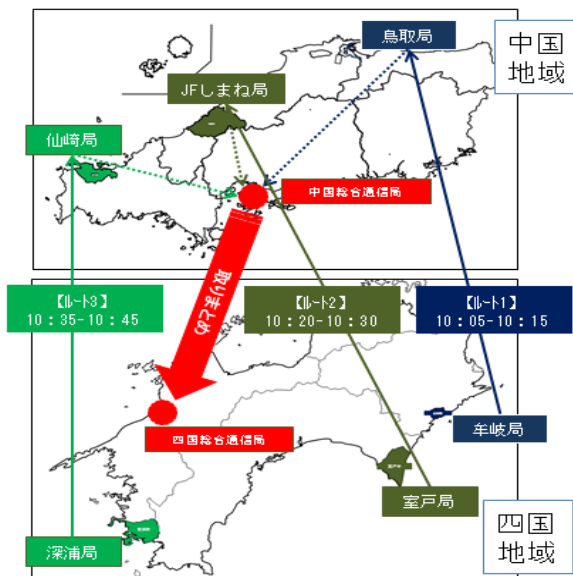 鳥取局
中国
地域
JFしまね局
仙崎局
中国総合通信局
取りまとめ
【ルート3】
10：35-10：45
【ルート2】
10：20-10：30
【ルート1】
10：05-10：15
四国総合通信局
牟岐局
室戸局
深浦局
四国
地域